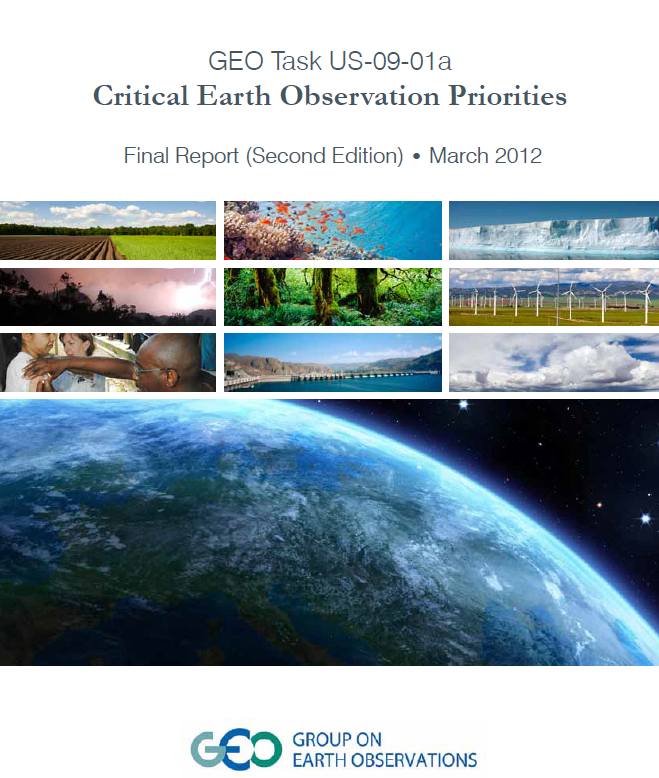 GEO Task US-09-01a
Critical Earth Observation Priorities
Final Report (Second Edition) • March 2012
GEO GROUP ON
EARTH OBSERVATIONS